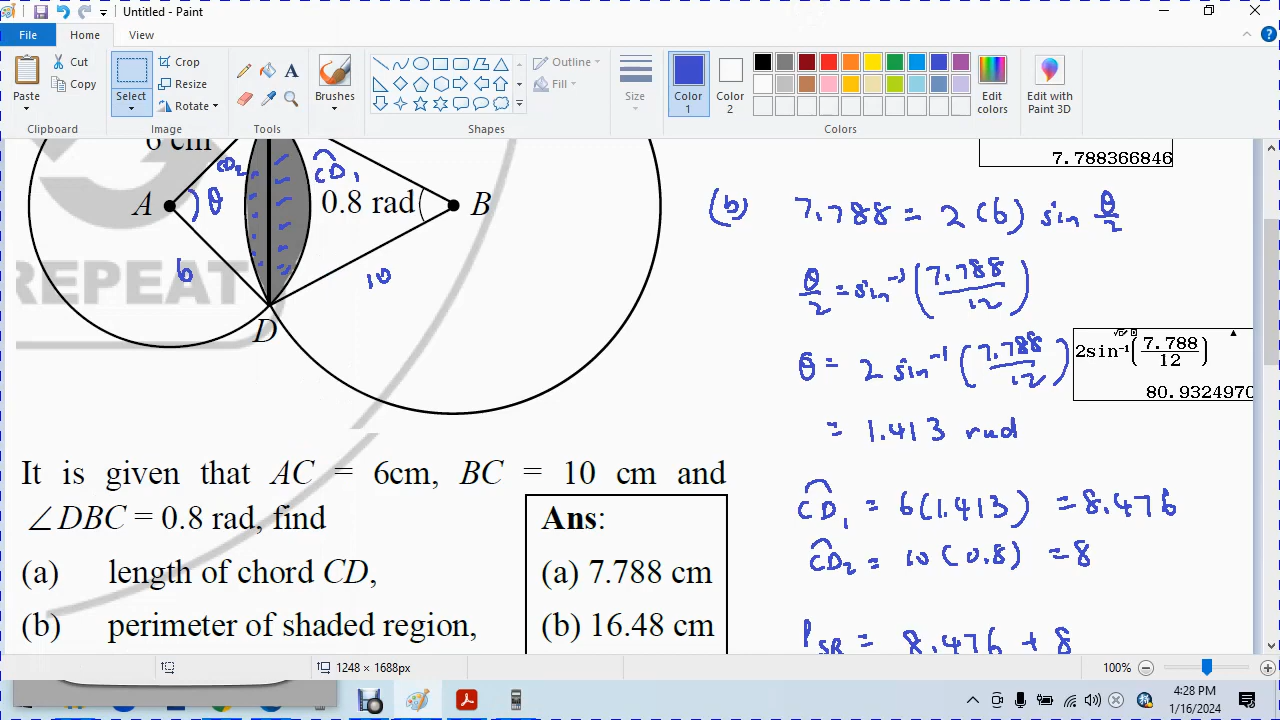 Untitled - Paint
File Home View
Paste
Cut
Copy
Clipboard
Select
Crop
Resize
Rotate
Image
Tools
Brushes
Shapes
Outline
Fill
Size
Color 1
Color 2
Colors
Edit colors
Edit with Paint 3D
6 cm
CD₂
CD₁
A
θ
0.8 rad
B
6
10
D
REPEAT
7.788366846
(b) 7.788 = 2 (6) sin θ/2
θ/2 = sin⁻¹ (7.788/12)
θ = 2 sin⁻¹ (7.788/12)
2sin⁻¹(7.788/12)
80.9324970
= 1.413 rad
CD₁ = 6(1.413) = 8.476
CD₂ = 10 (0.8) = 8
P_SR = 8.476 + 8
It is given that AC = 6cm, BC = 10 cm and
∠DBC = 0.8 rad, find
(a) length of chord CD,
(b) perimeter of shaded region,
Ans:
(a) 7.788 cm
(b) 16.48 cm
1248 × 1688px
100%
4:28 PM
1/16/2024